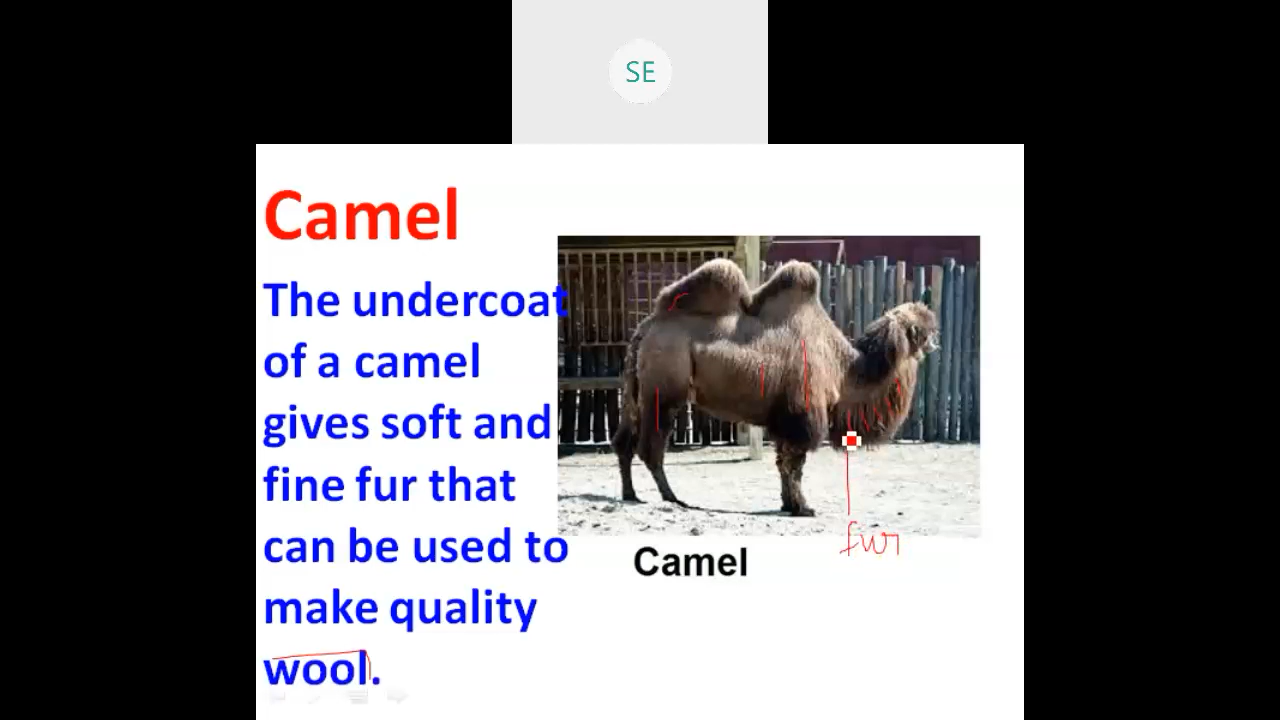 SE
Camel
The undercoat
of a camel
gives soft and
fine fur that
can be used to
make quality
wool.
Camel
fur